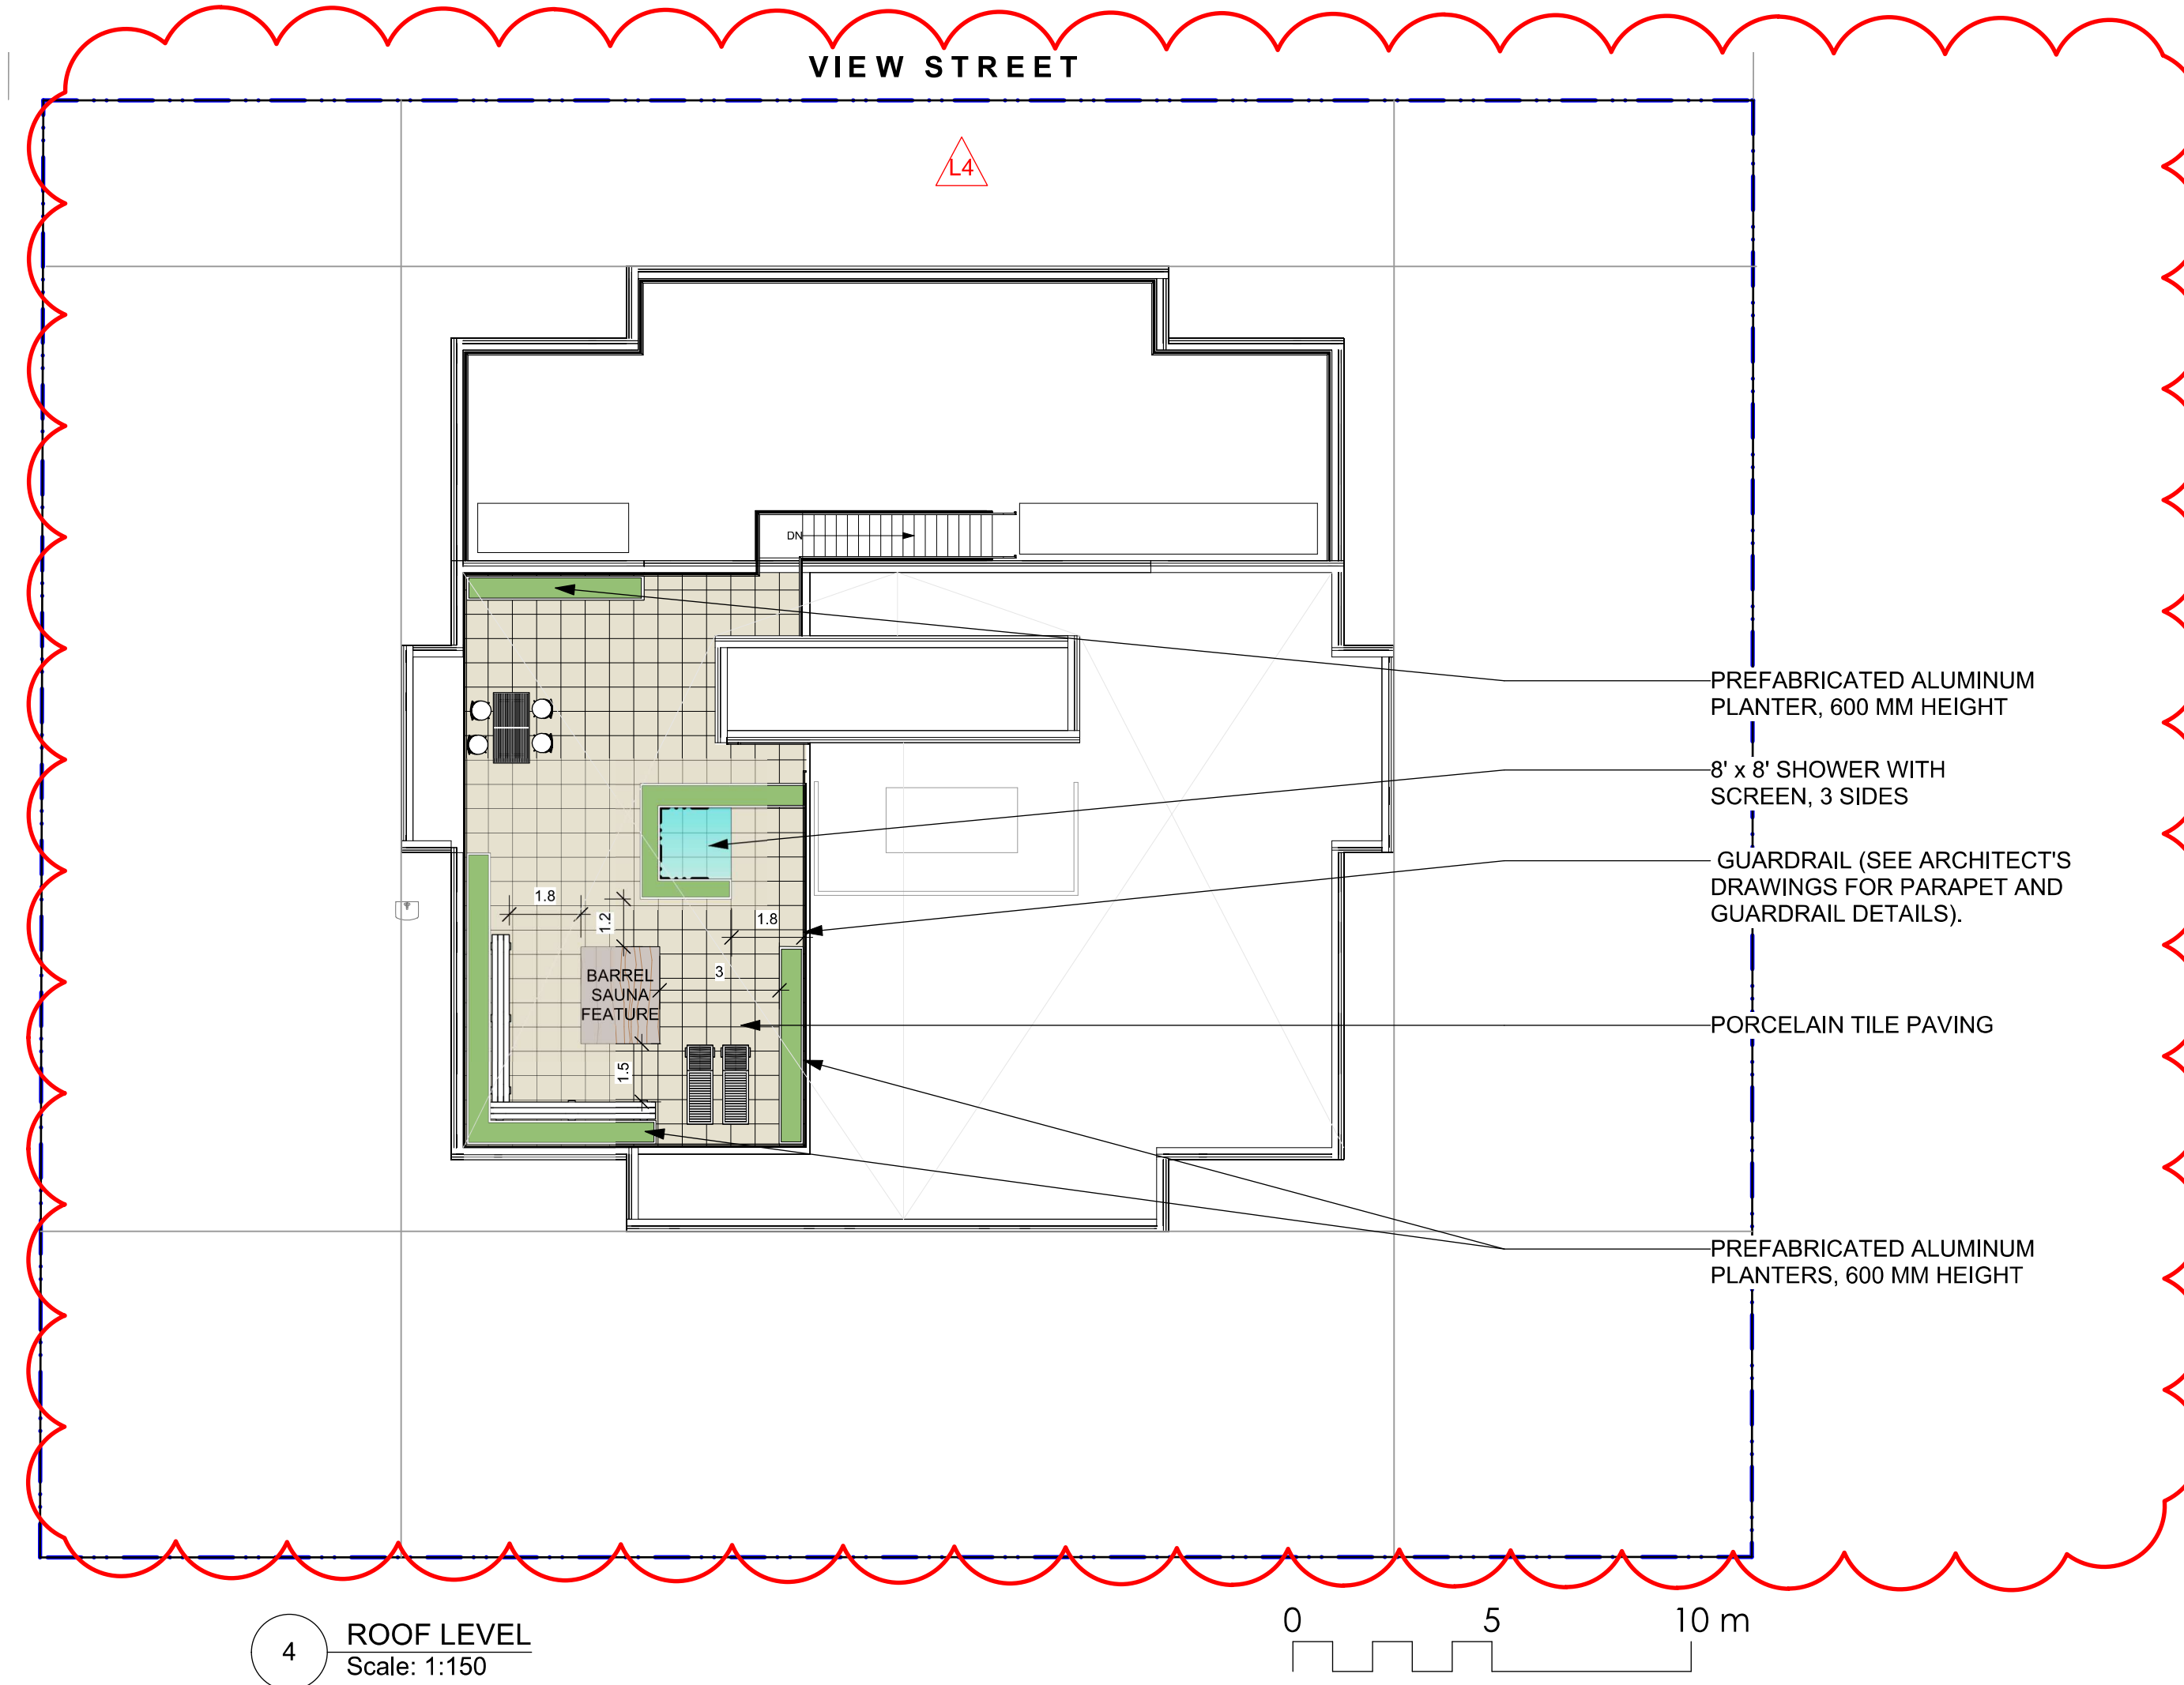 VIEW STREET
L4
DN
PREFABRICATED ALUMINUM
PLANTER, 600 MM HEIGHT
8' x 8' SHOWER WITH
SCREEN, 3 SIDES
GUARDRAIL (SEE ARCHITECT'S
DRAWINGS FOR PARAPET AND
GUARDRAIL DETAILS).
1.8
1.2
1.8
3
BARREL
SAUNA
FEATURE
PORCELAIN TILE PAVING
1.5
PREFABRICATED ALUMINUM
PLANTERS, 600 MM HEIGHT
4
ROOF LEVEL
Scale: 1:150
0 5 10 m